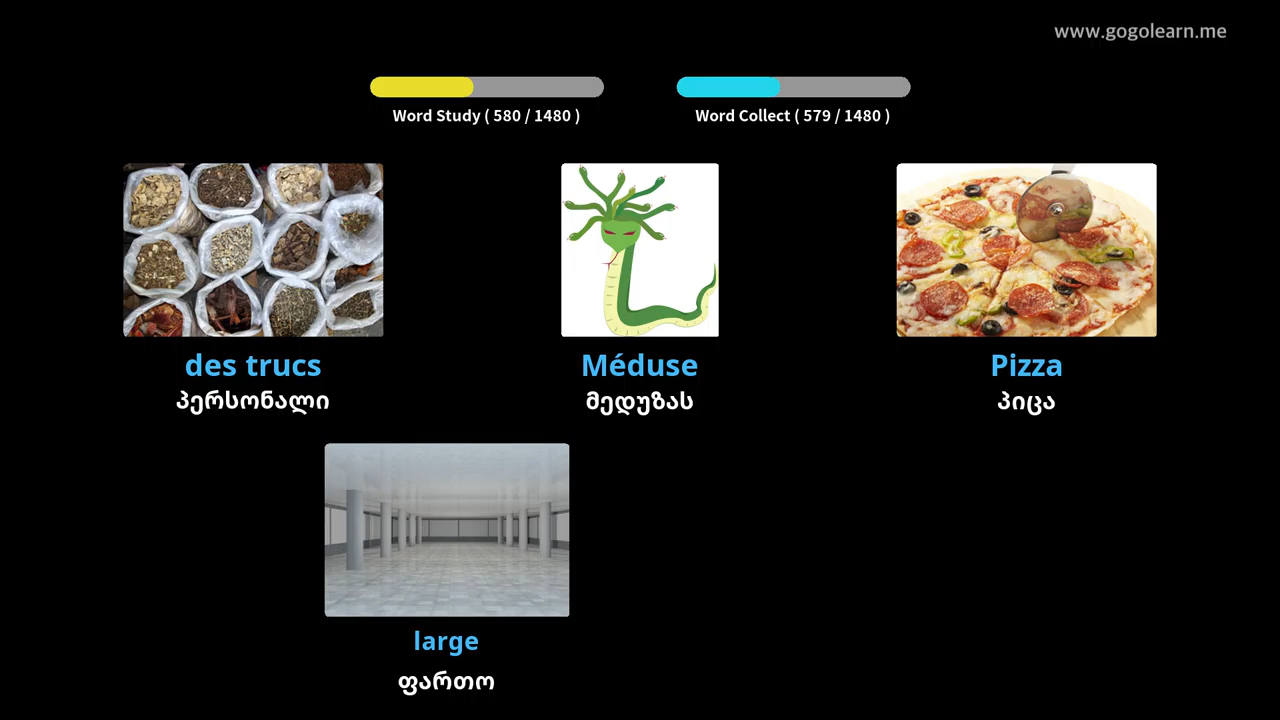 www.gogolearn.me
Word Study ( 580 / 1480 )
Word Collect ( 579 / 1480 )
des trucs
Méduse
Pizza
პერსონალი
მედუზას
პიცა
large
ფართო